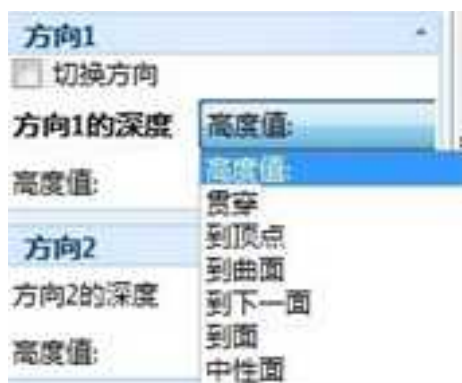 方向1
切换方向
方向1的深度 高度值:
高度值:
高度值:
贯穿
到顶点
方向2
到曲面
方向2的深度
到下一面
到面
高度值:
中性面